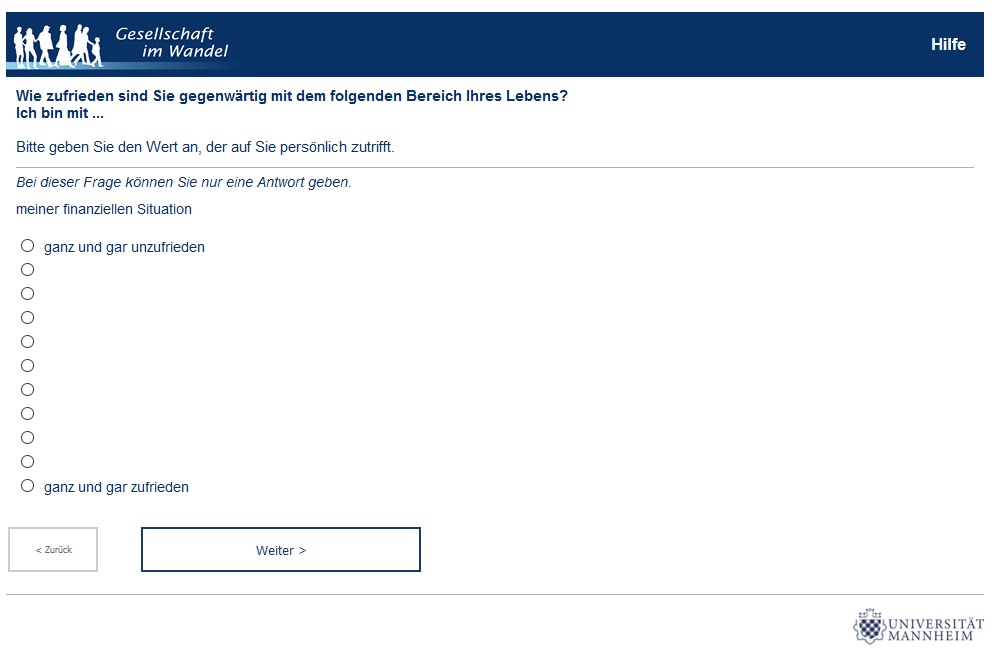 Gesellschaft
im Wandel
Hilfe
Wie zufrieden sind Sie gegenwärtig mit dem folgenden Bereich Ihres Lebens?
Ich bin mit ...
Bitte geben Sie den Wert an, der auf Sie persönlich zutrifft.
Bei dieser Frage können Sie nur eine Antwort geben.
meiner finanziellen Situation
ganz und gar unzufrieden
ganz und gar zufrieden
< Zurück
Weiter >
UNIVERSITÄT
MANNHEIM